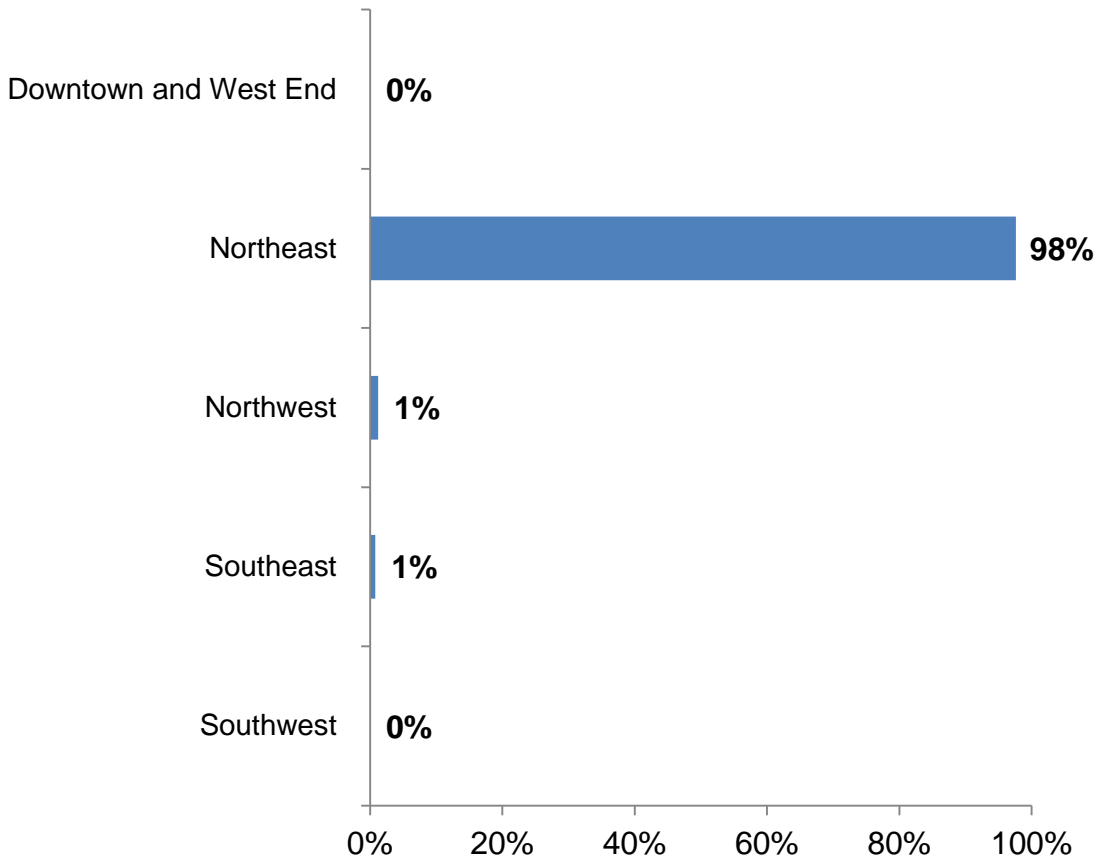 Downtown and West End 0%
Northeast 98%
Northwest 1%
Southeast 1%
Southwest 0%
0% 20% 40% 60% 80% 100%